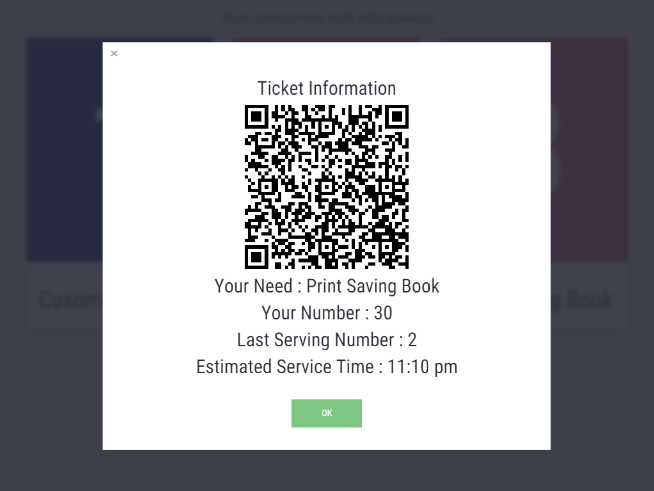 ×
Ticket Information
Your Need : Print Saving Book
Your Number : 30
Last Serving Number : 2
Estimated Service Time : 11:10 pm
OK
Book